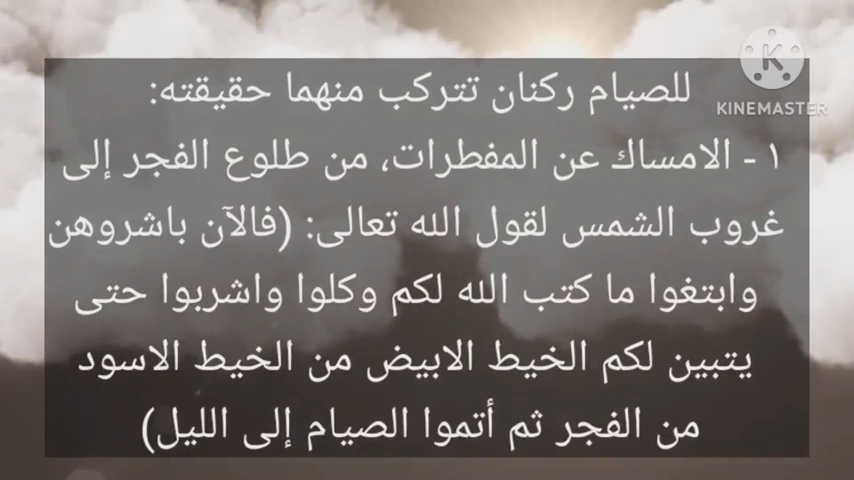 للصيام ركنان تتركب منهما حقيقته:
١ - الامساك عن المفطرات، من طلوع الفجر إلى
غروب الشمس لقول الله تعالى: (فالآن باشروهن
وابتغوا ما كتب الله لكم وكلوا واشربوا حتى
يتبين لكم الخيط الابيض من الخيط الاسود
من الفجر ثم أتموا الصيام إلى الليل)
K
KINEMASTER